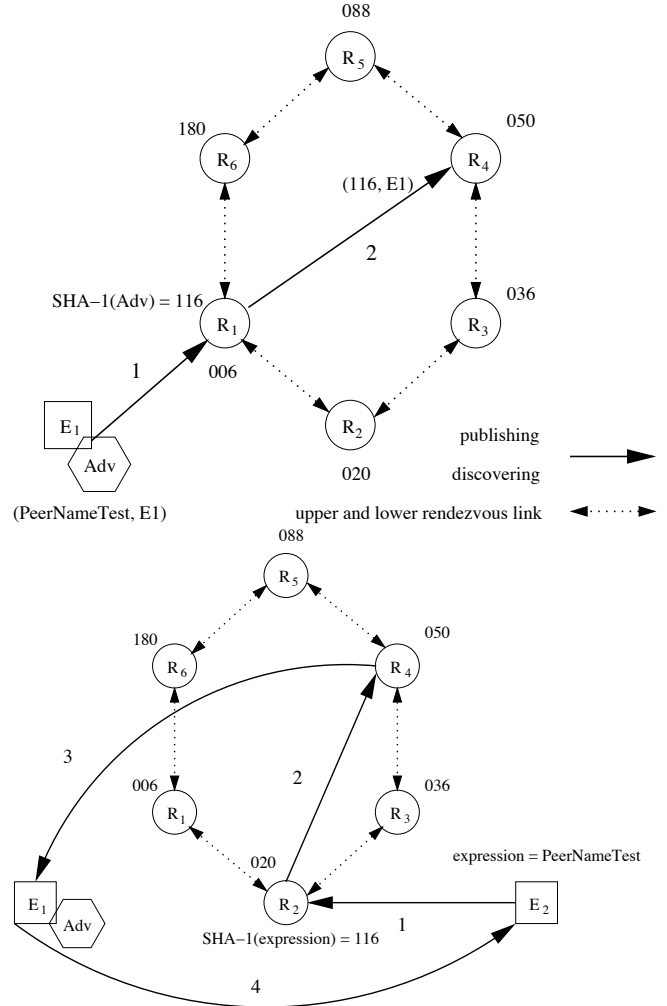 088
R5
180
050
R6
R4
(116, E1)
2
SHA−1(Adv) = 116
036
R1
R3
1
006
E1
R2
Adv
publishing
020
discovering
(PeerNameTest, E1)
upper and lower rendezvous link
088
R5
180
050
R6
R4
3
2
006
036
R1
R3
020
expression = PeerNameTest
E1
R2
E2
Adv
1
SHA−1(expression) = 116
4